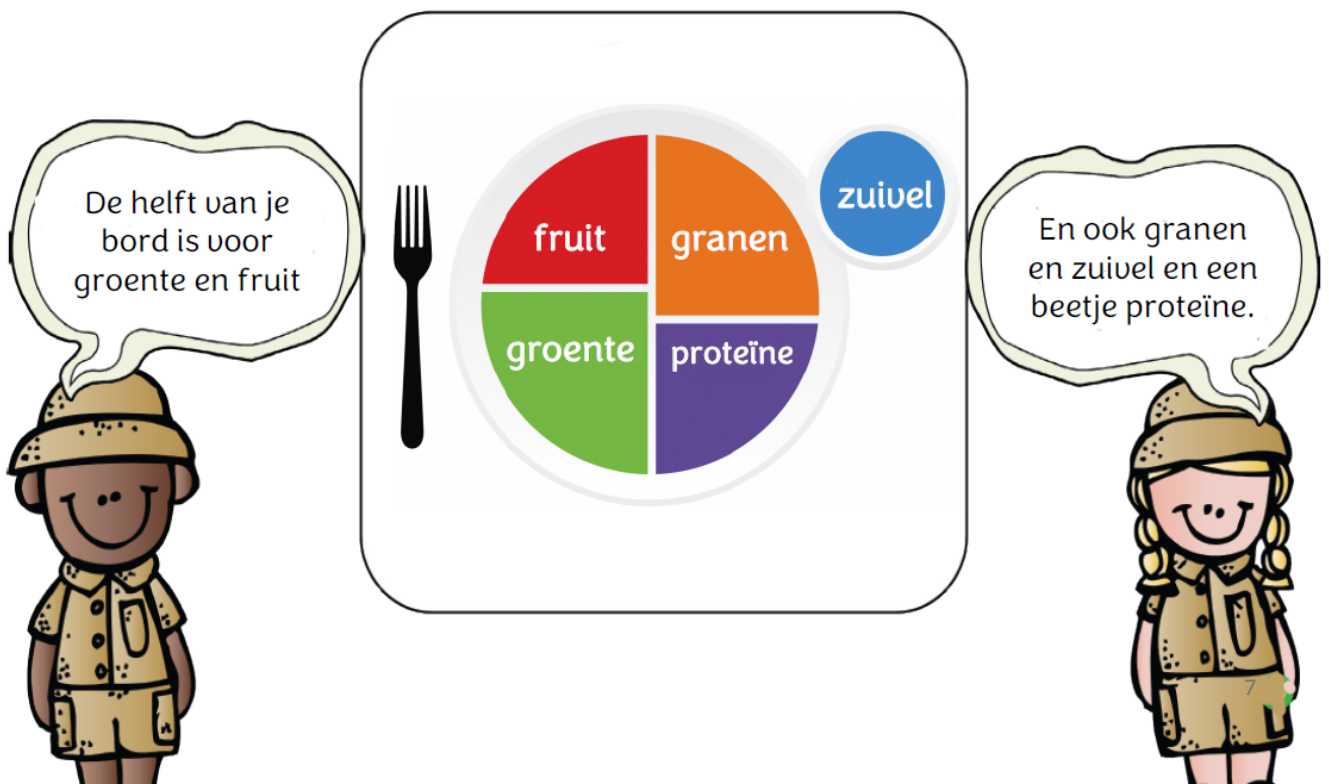 De helft van je
bord is voor
groente en fruit
fruit
granen
groente
proteïne
zuivel
En ook granen
en zuivel en een
beetje proteïne.
7